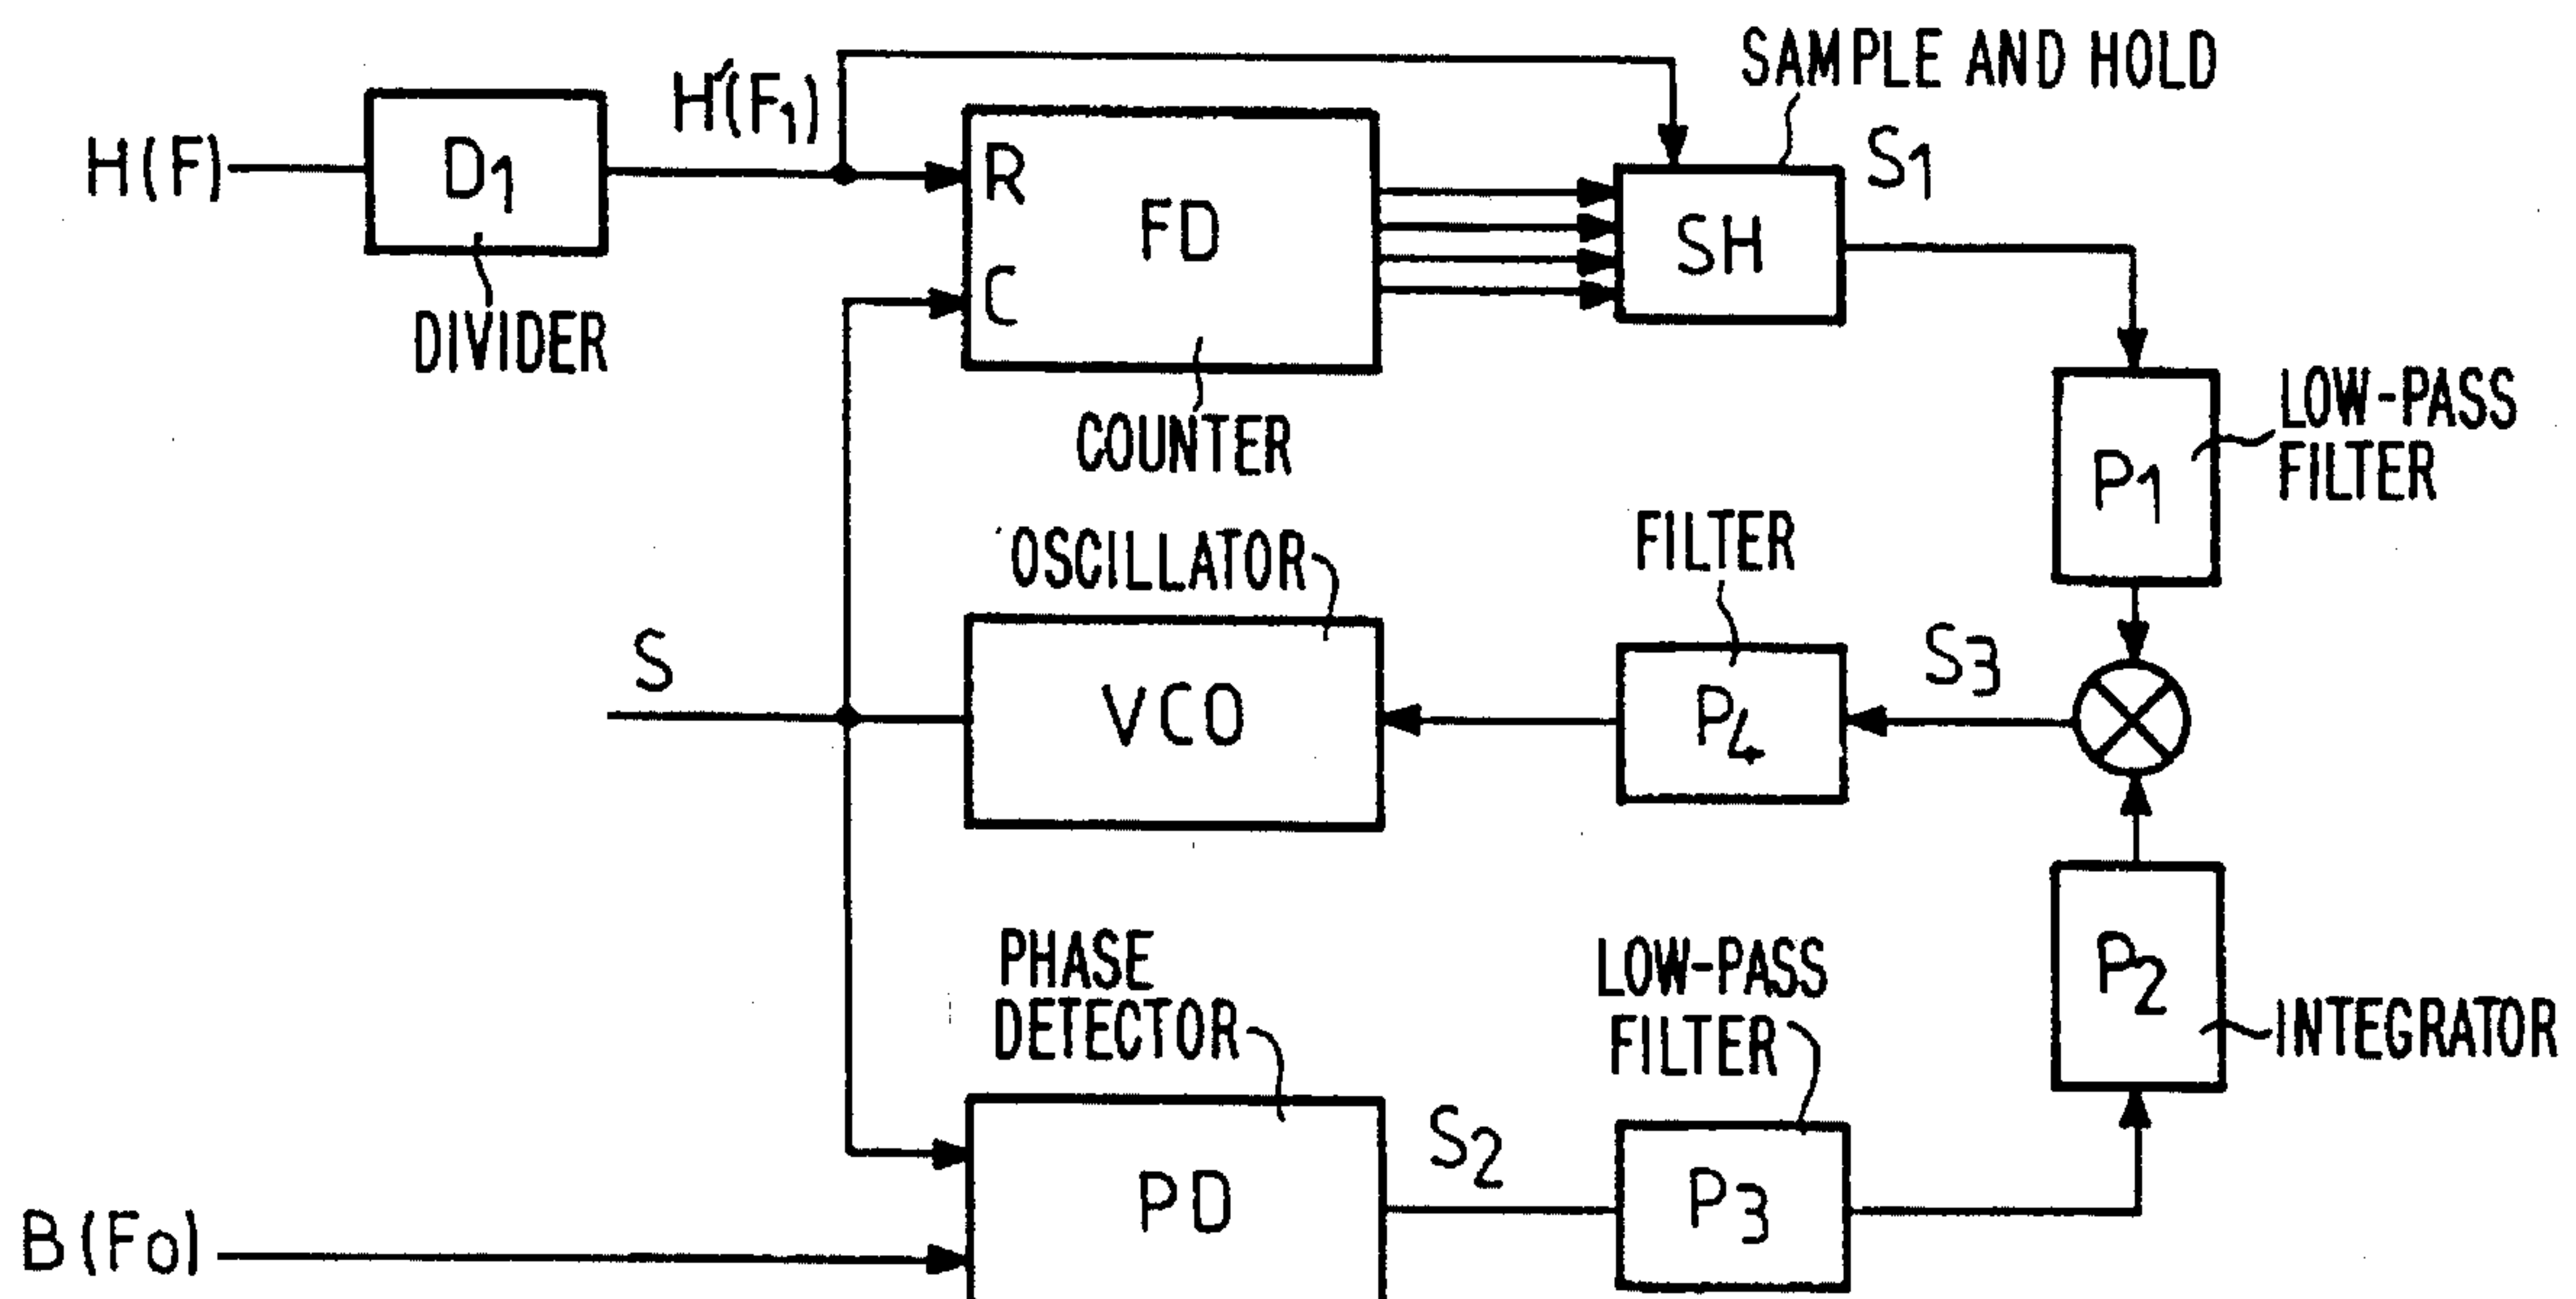 SAMPLE AND HOLD
H(F)
D1
H'(F1)
R
C
FD
SH
S1
DIVIDER
COUNTER
LOW-PASS
FILTER
P1
OSCILLATOR
FILTER
S
VCO
P4
S3
PHASE
DETECTOR
LOW-PASS
FILTER
P2
INTEGRATOR
S2
PD
P3
B(Fo)